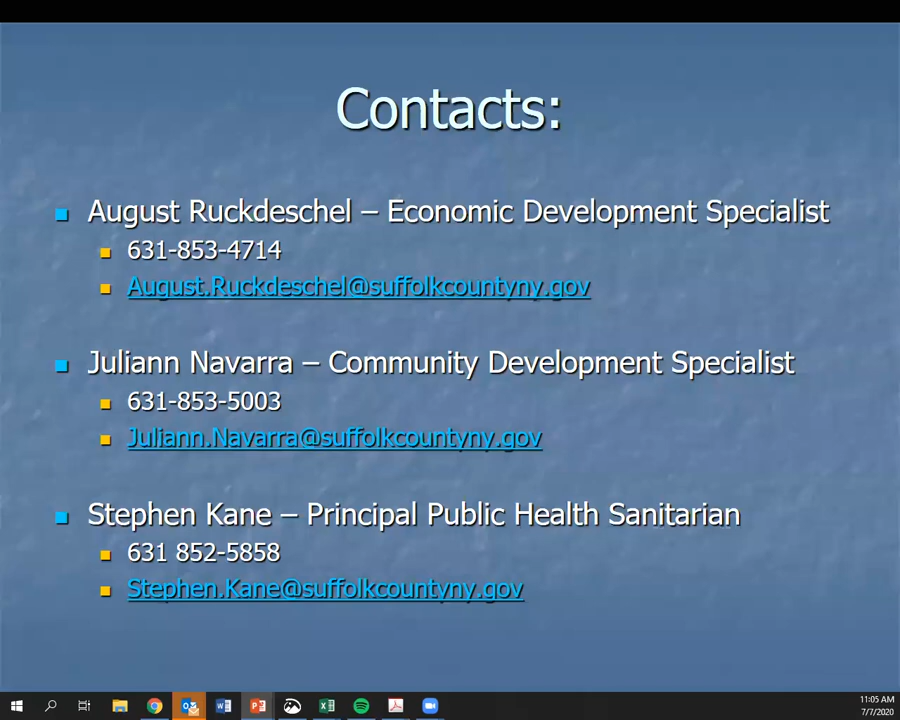 Contacts:
August Ruckdeschel – Economic Development Specialist
631-853-4714
August.Ruckdeschel@suffolkcountyny.gov
Juliann Navarra – Community Development Specialist
631-853-5003
Juliann.Navarra@suffolkcountyny.gov
Stephen Kane – Principal Public Health Sanitarian
631 852-5858
Stephen.Kane@suffolkcountyny.gov
11:05 AM
7/7/2020